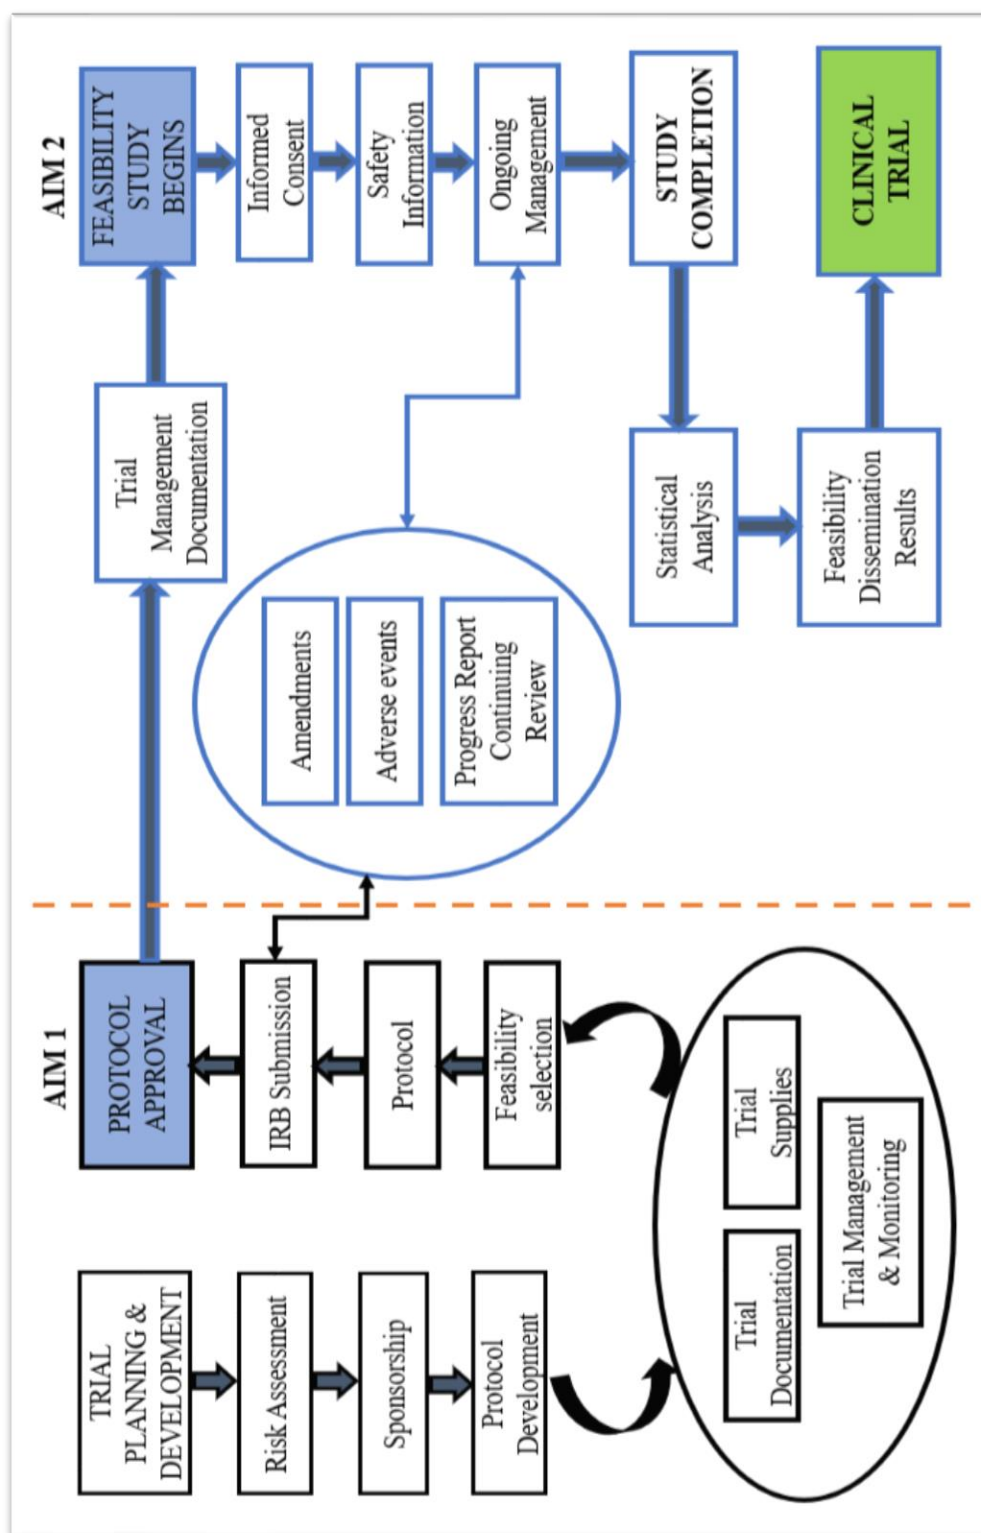 AIM 1
AIM 2
TRIAL
PLANNING &
DEVELOPMENT
Risk Assessment
Sponsorship
Protocol
Development
Trial
Documentation
Trial
Supplies
Trial Management
& Monitoring
Feasibility
selection
Protocol
IRB Submission
PROTOCOL
APPROVAL
Trial
Management
Documentation
FEASIBILITY
STUDY
BEGINS
Informed
Consent
Safety
Information
Ongoing
Management
Amendments
Adverse events
Progress Report
Continuing
Review
STUDY
COMPLETION
Statistical
Analysis
Feasibility
Dissemination
Results
CLINICAL
TRIAL